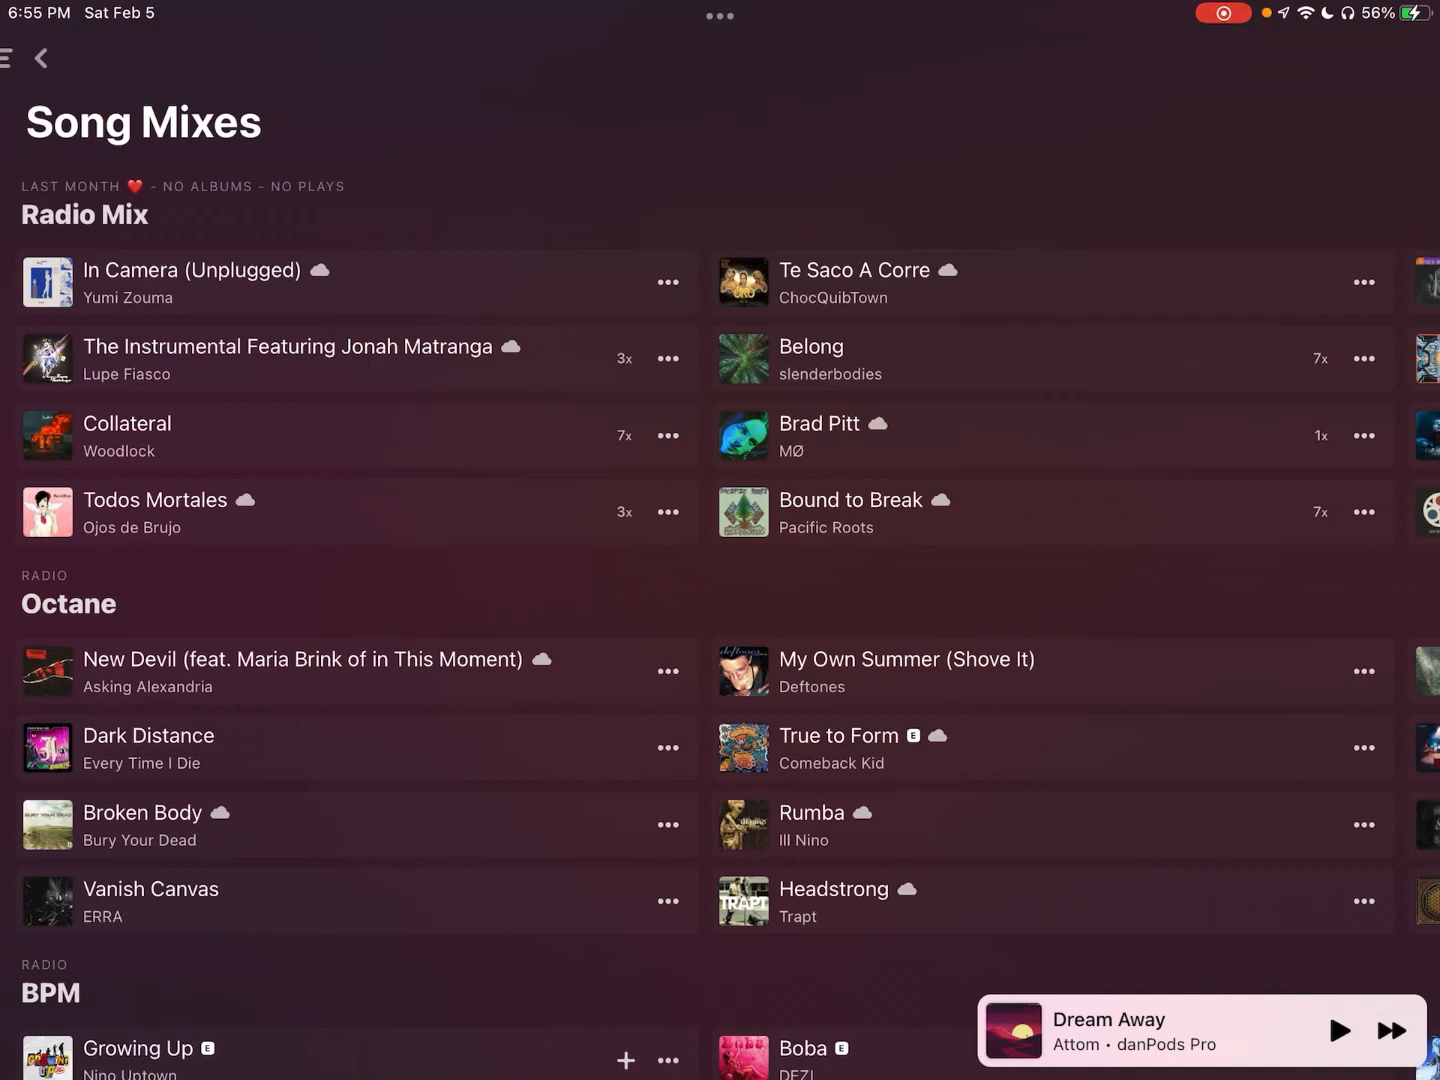 6:55 PM Sat Feb 5
56%
Song Mixes
LAST MONTH ❤️ - NO ALBUMS - NO PLAYS
Radio Mix
In Camera (Unplugged)
Yumi Zouma
Te Saco A Corre
ChocQuibTown
The Instrumental Featuring Jonah Matranga
Lupe Fiasco
3x
Belong
slenderbodies
7x
Collateral
Woodlock
7x
Brad Pitt
MØ
1x
Todos Mortales
Ojos de Brujo
3x
Bound to Break
Pacific Roots
7x
RADIO
Octane
New Devil (feat. Maria Brink of in This Moment)
Asking Alexandria
My Own Summer (Shove It)
Deftones
deftones
Dark Distance
Every Time I Die
True to Form E
Comeback Kid
Broken Body
Bury Your Dead
BURY YOUR DEAD
Rumba
Ill Nino
Vanish Canvas
ERRA
Headstrong
Trapt
TRAPT
RADIO
BPM
Growing Up E
Nino Uptown
Boba E
DEZI
Dream Away
Attom • danPods Pro